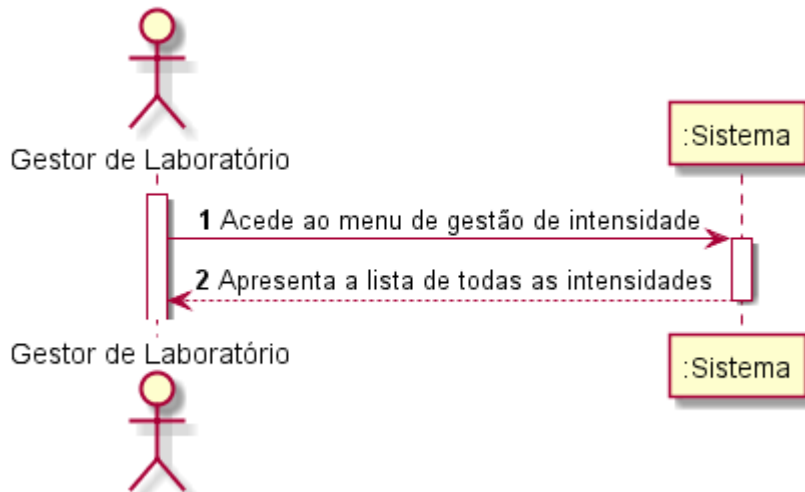 Gestor de Laboratório
:Sistema
1 Acede ao menu de gestão de intensidade
2 Apresenta a lista de todas as intensidades
Gestor de Laboratório
:Sistema